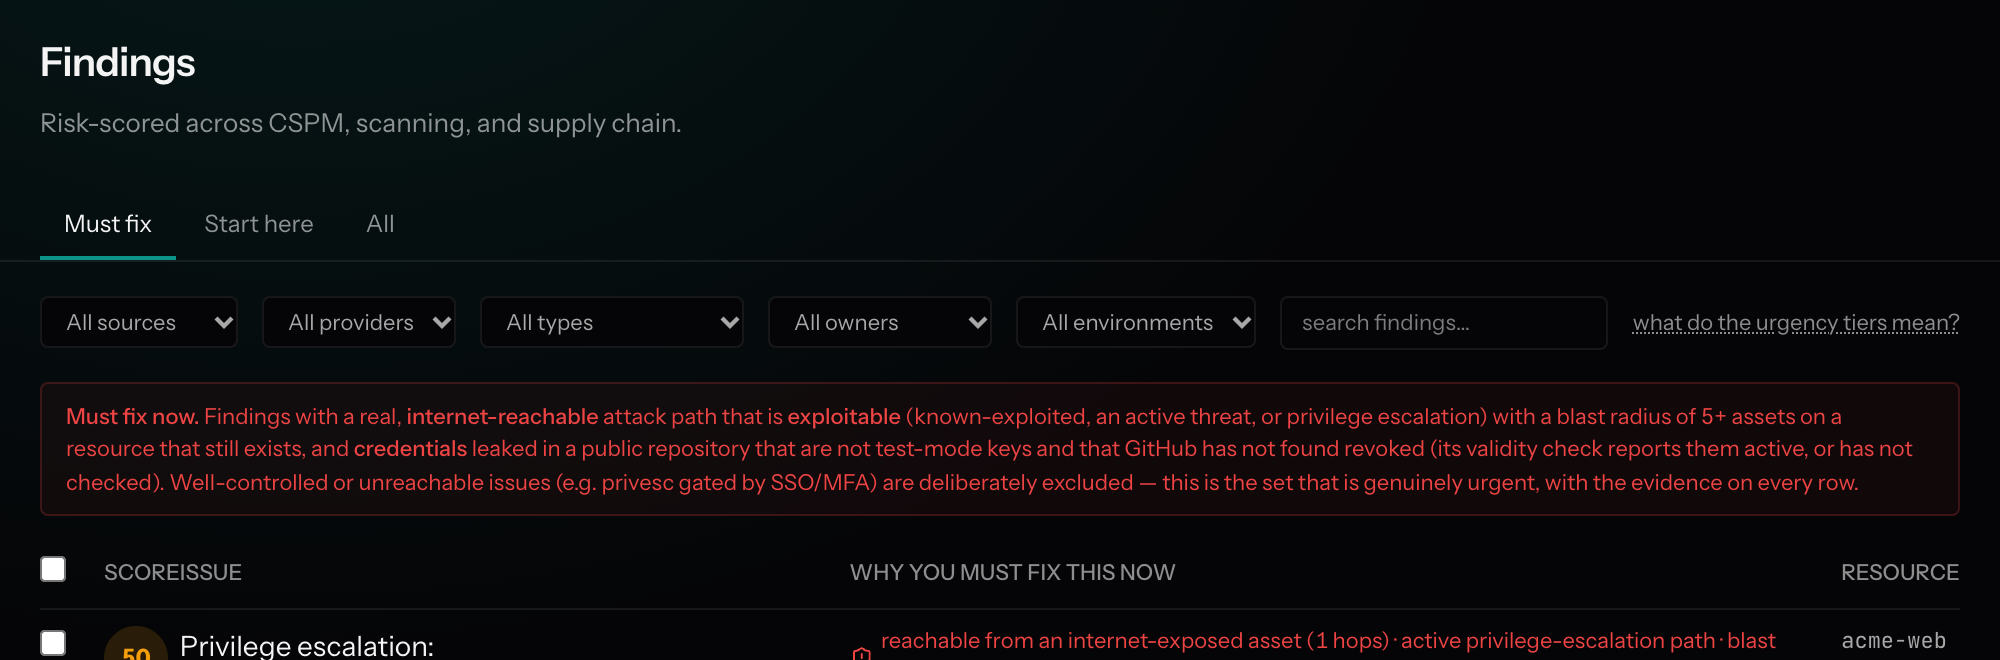 Findings
Risk-scored across CSPM, scanning, and supply chain.
Must fix Start here All
All sources All providers All types All owners All environments search findings... what do the urgency tiers mean?
Must fix now. Findings with a real, internet-reachable attack path that is exploitable (known-exploited, an active threat, or privilege escalation) with a blast radius of 5+ assets on a
resource that still exists, and credentials leaked in a public repository that are not test-mode keys and that GitHub has not found revoked (its validity check reports them active, or has not
checked). Well-controlled or unreachable issues (e.g. privesc gated by SSO/MFA) are deliberately excluded — this is the set that is genuinely urgent, with the evidence on every row.
SCOREISSUE WHY YOU MUST FIX THIS NOW RESOURCE
50 Privilege escalation: reachable from an internet-exposed asset (1 hops) · active privilege-escalation path · blast acme-web